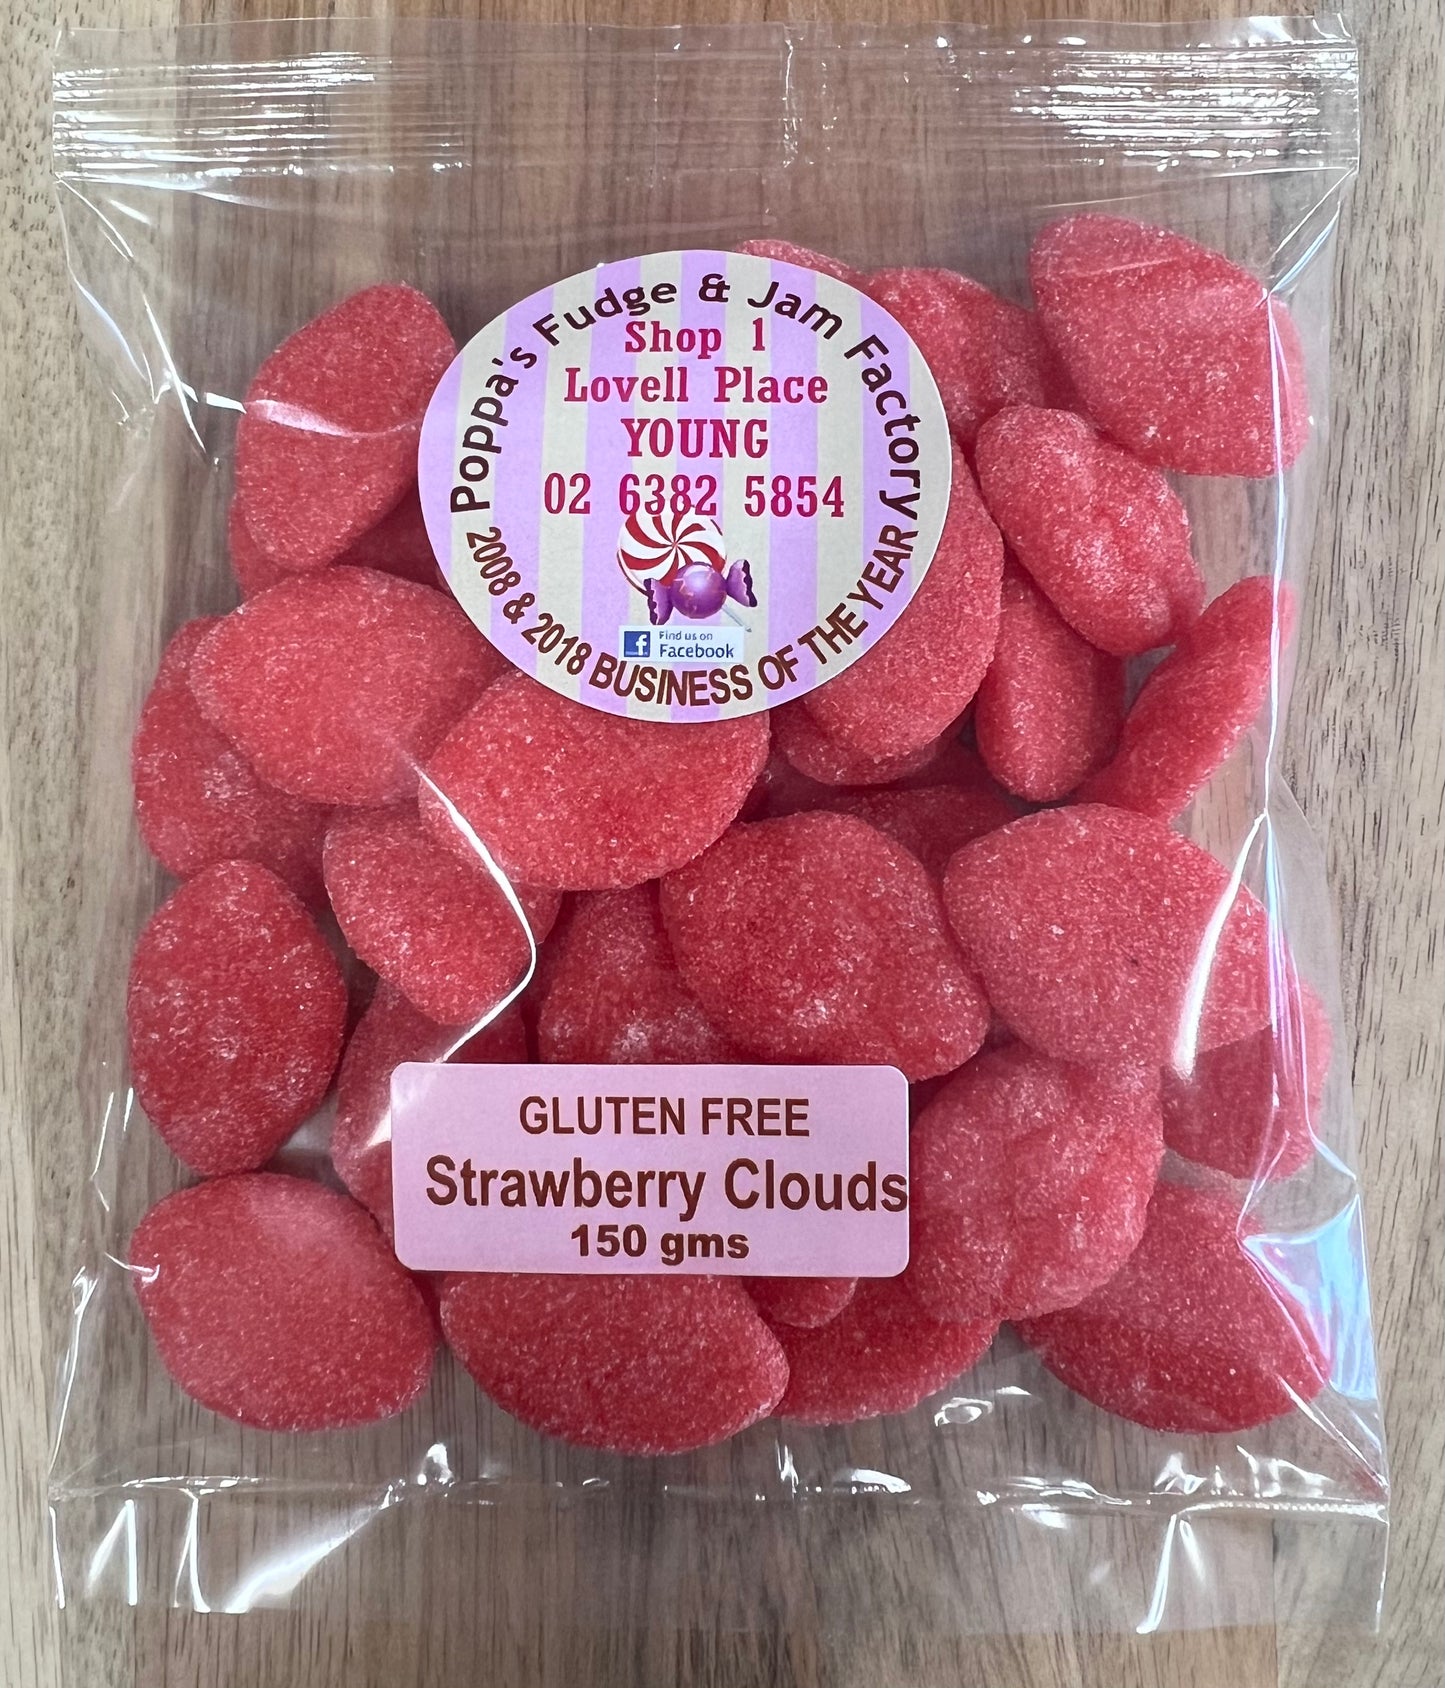 Poppa's Fudge & Jam Factory
Shop 1
Lovell Place
YOUNG
02 6382 5854
Find us on
Facebook
2008 & 2018 BUSINESS OF THE YEAR
GLUTEN FREE
Strawberry Clouds
150 gms